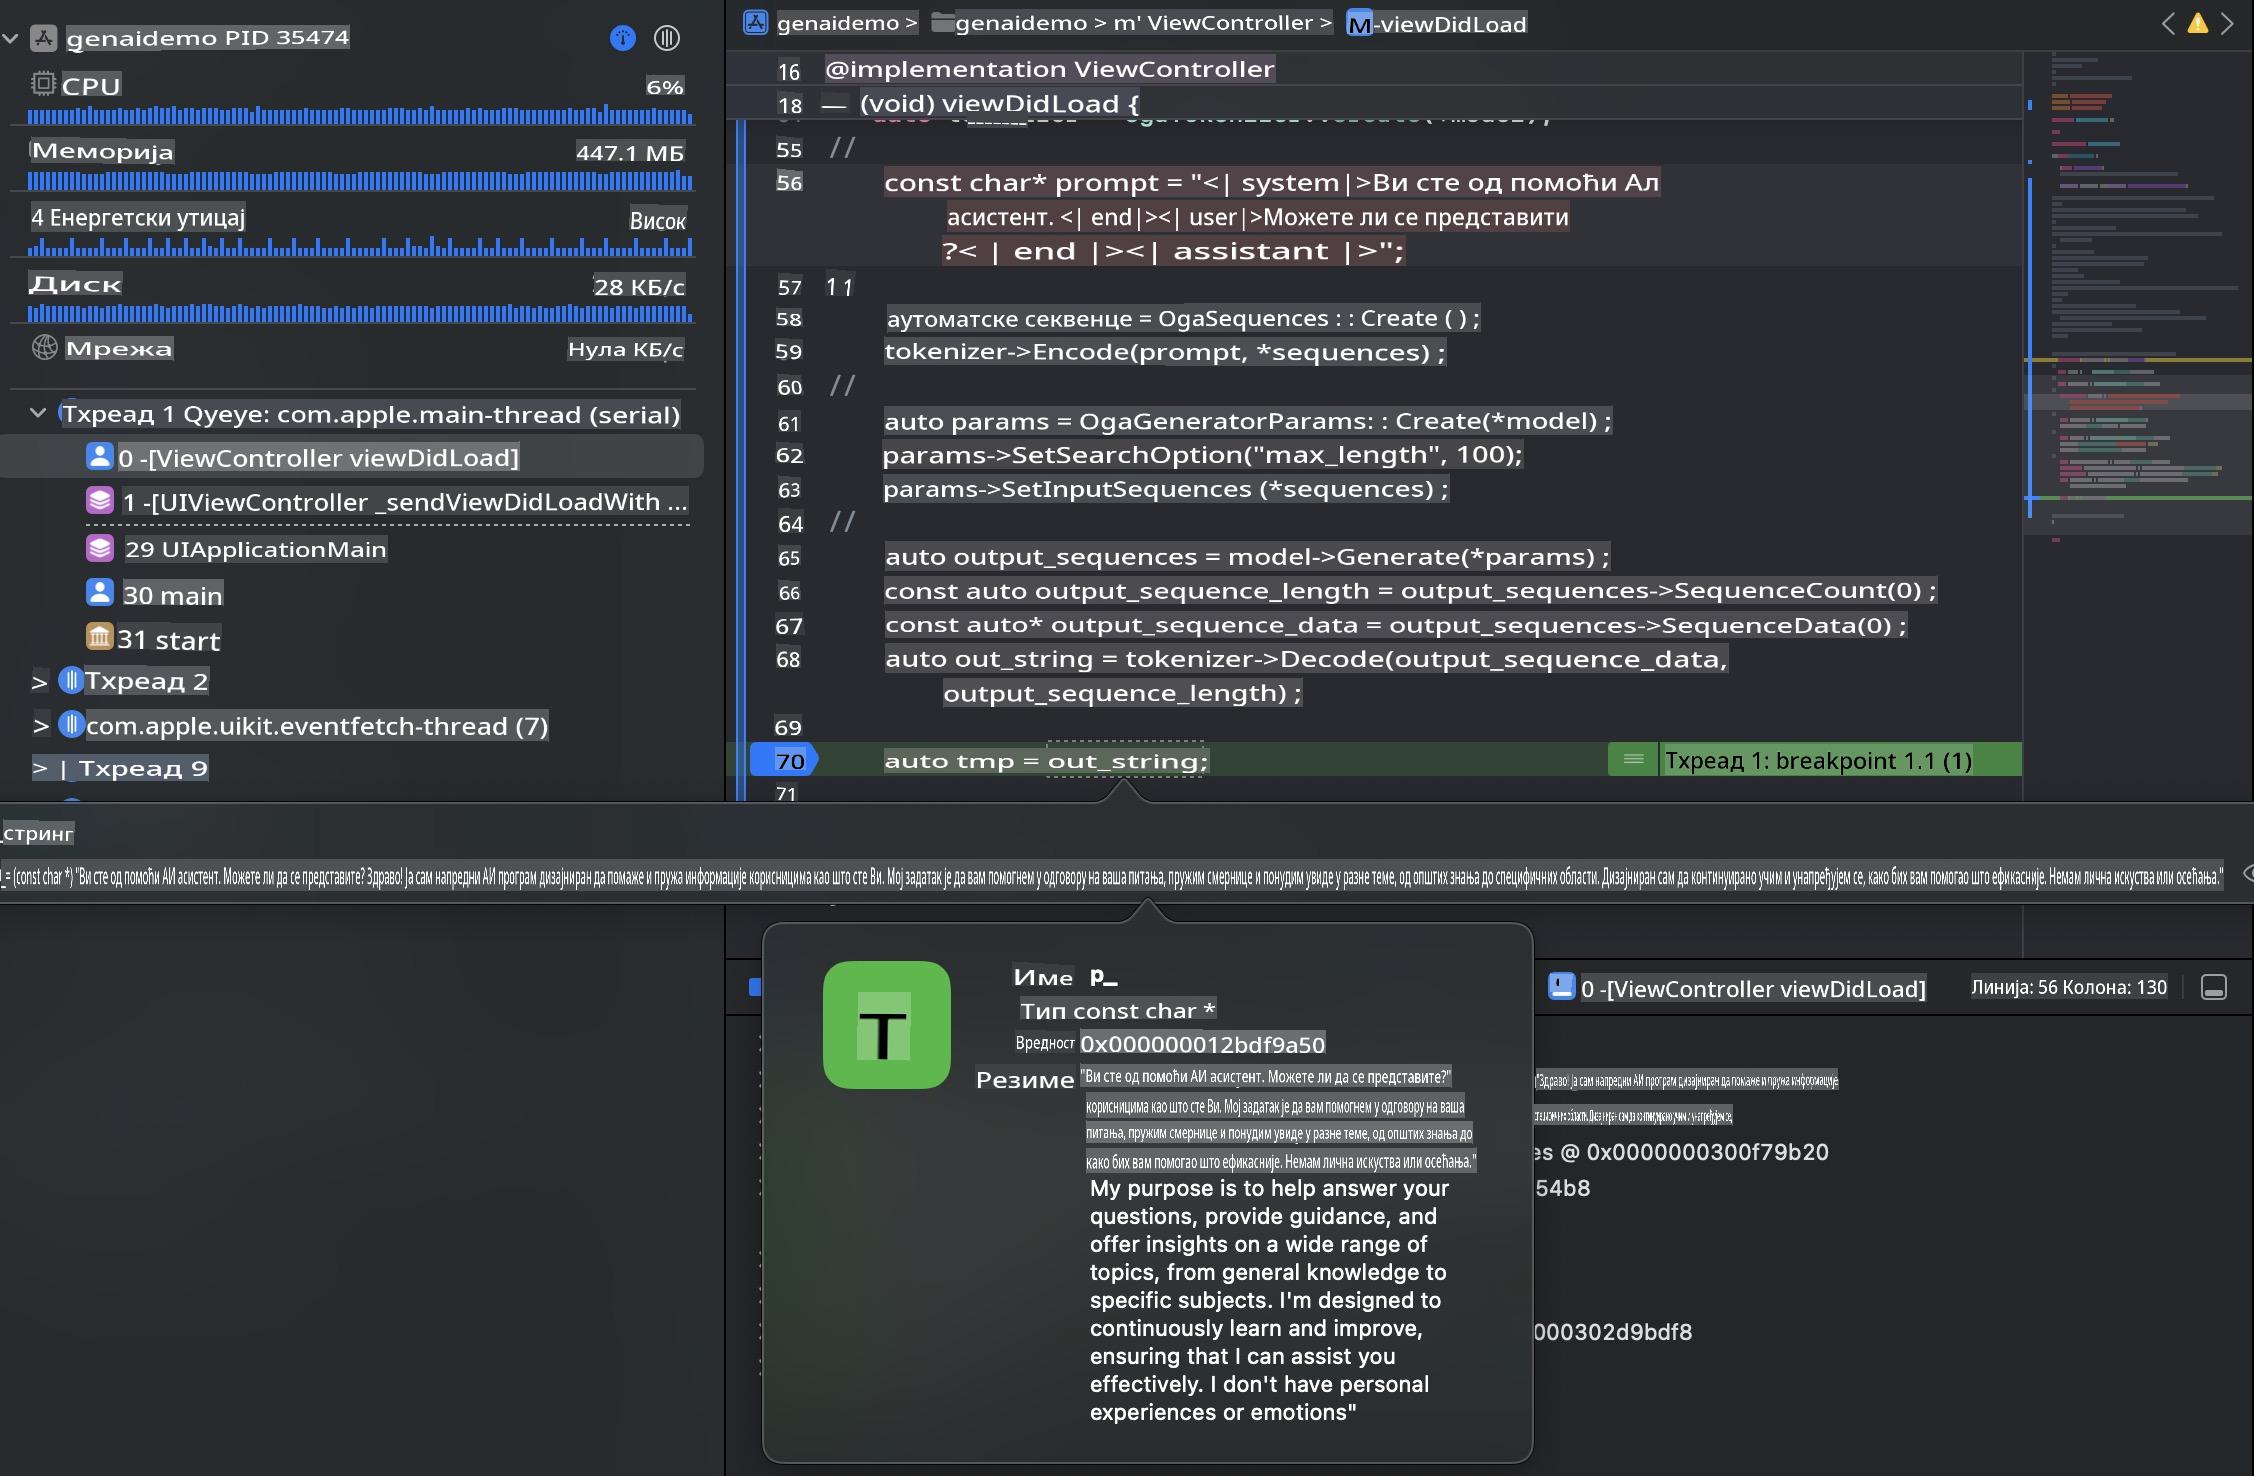 genaidemo PID 35474
CPU
6%
Меморија
447.1 МБ
4 Енергетски утицај
Висок
Диск
28 КБ/с
Мрежа
Нула КБ/с
Тхреад 1 Qyeye: com.apple.main-thread (serial)
0 -[ViewController viewDidLoad]
1 -[UIViewController _sendViewDidLoadWith ...
29 UIApplicationMain
30 main
31 start
> Тхреад 2
> com.apple.uikit.eventfetch-thread (7)
> | Тхреад 9
genaidemo > genaidemo > m' ViewController > M -viewDidLoad
16 @implementation ViewController
18 — (void) viewDidLoad {
55 //
56 const char* prompt = "<| system|>Ви сте од помоћи Ал
асистент. <| end|><| user|>Можете ли се представити
?< | end |><| assistant |>";
57 11
58 аутоматске секвенце = OgaSequences : : Create ( ) ;
59 tokenizer->Encode(prompt, *sequences) ;
60 //
61 auto params = OgaGeneratorParams: : Create(*model) ;
62 params->SetSearchOption("max_length", 100);
63 params->SetInputSequences (*sequences) ;
64 //
65 auto output_sequences = model->Generate(*params) ;
66 const auto output_sequence_length = output_sequences->SequenceCount(0) ;
67 const auto* output_sequence_data = output_sequences->SequenceData(0) ;
68 auto out_string = tokenizer->Decode(output_sequence_data,
output_sequence_length) ;
69
70 auto tmp = out_string;
Тхреад 1: breakpoint 1.1 (1)
71
_стринг
_= (const char *) "Ви сте од помоћи АИ асистент. Можете ли да се представите? Здраво! Ја сам напредни АИ програм дизајниран да помаже и пружа информације корисницима као што сте Ви. Мој задатак је да вам помогнем у одговору на ваша питања, пружим смернице и понудим увиде у разне теме, од општих знања до специфичних области. Дизајниран сам да континуирано учим и унапређујем се, како бих вам помогао што ефикасније. Немам лична искуства или осећања."
T
Име p_
Тип const char *
Вредност 0x000000012bdf9a50
Резиме "Ви сте од помоћи АИ асистент. Можете ли да се представите?"
корисницима као што сте Ви. Мој задатак је да вам помогнем у одговору на ваша
питања, пружим смернице и понудим увиде у разне теме, од општих знања до
како бих вам помогао што ефикасније. Немам лична искуства или осећања."
My purpose is to help answer your
questions, provide guidance, and
offer insights on a wide range of
topics, from general knowledge to
specific subjects. I'm designed to
continuously learn and improve,
ensuring that I can assist you
effectively. I don't have personal
experiences or emotions"
0 -[ViewController viewDidLoad]
Линија: 56 Колона: 130
"Здраво! Ја сам напредни АИ програм дизајниран да помаже и пружа информације
es @ 0x0000000300f79b20
54b8
000302d9bdf8